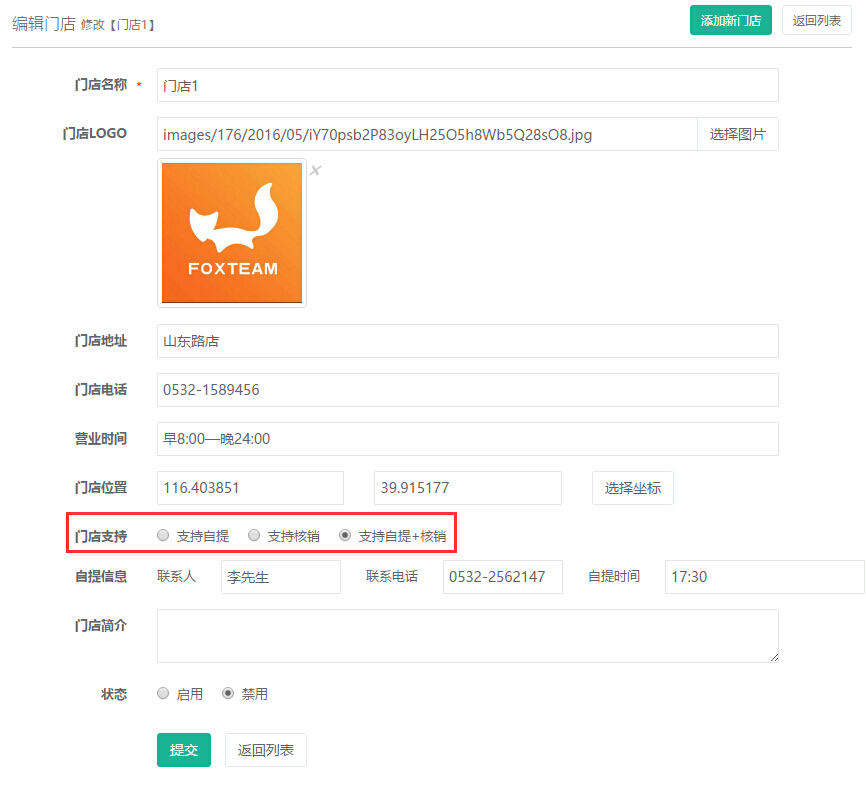 编辑门店 修改【门店1】 添加新门店 返回列表
门店名称 * 门店1
门店LOGO images/176/2016/05/iY70psb2P83oyLH25O5h8Wb5Q28sO8.jpg 选择图片
FOXTEAM
门店地址 山东路店
门店电话 0532-1589456
营业时间 早8:00—晚24:00
门店位置 116.403851 39.915177 选择坐标
门店支持 支持自提 支持核销 支持自提+核销
自提信息 联系人 李先生 联系电话 0532-2562147 自提时间 17:30
门店简介
状态 启用 禁用
提交 返回列表